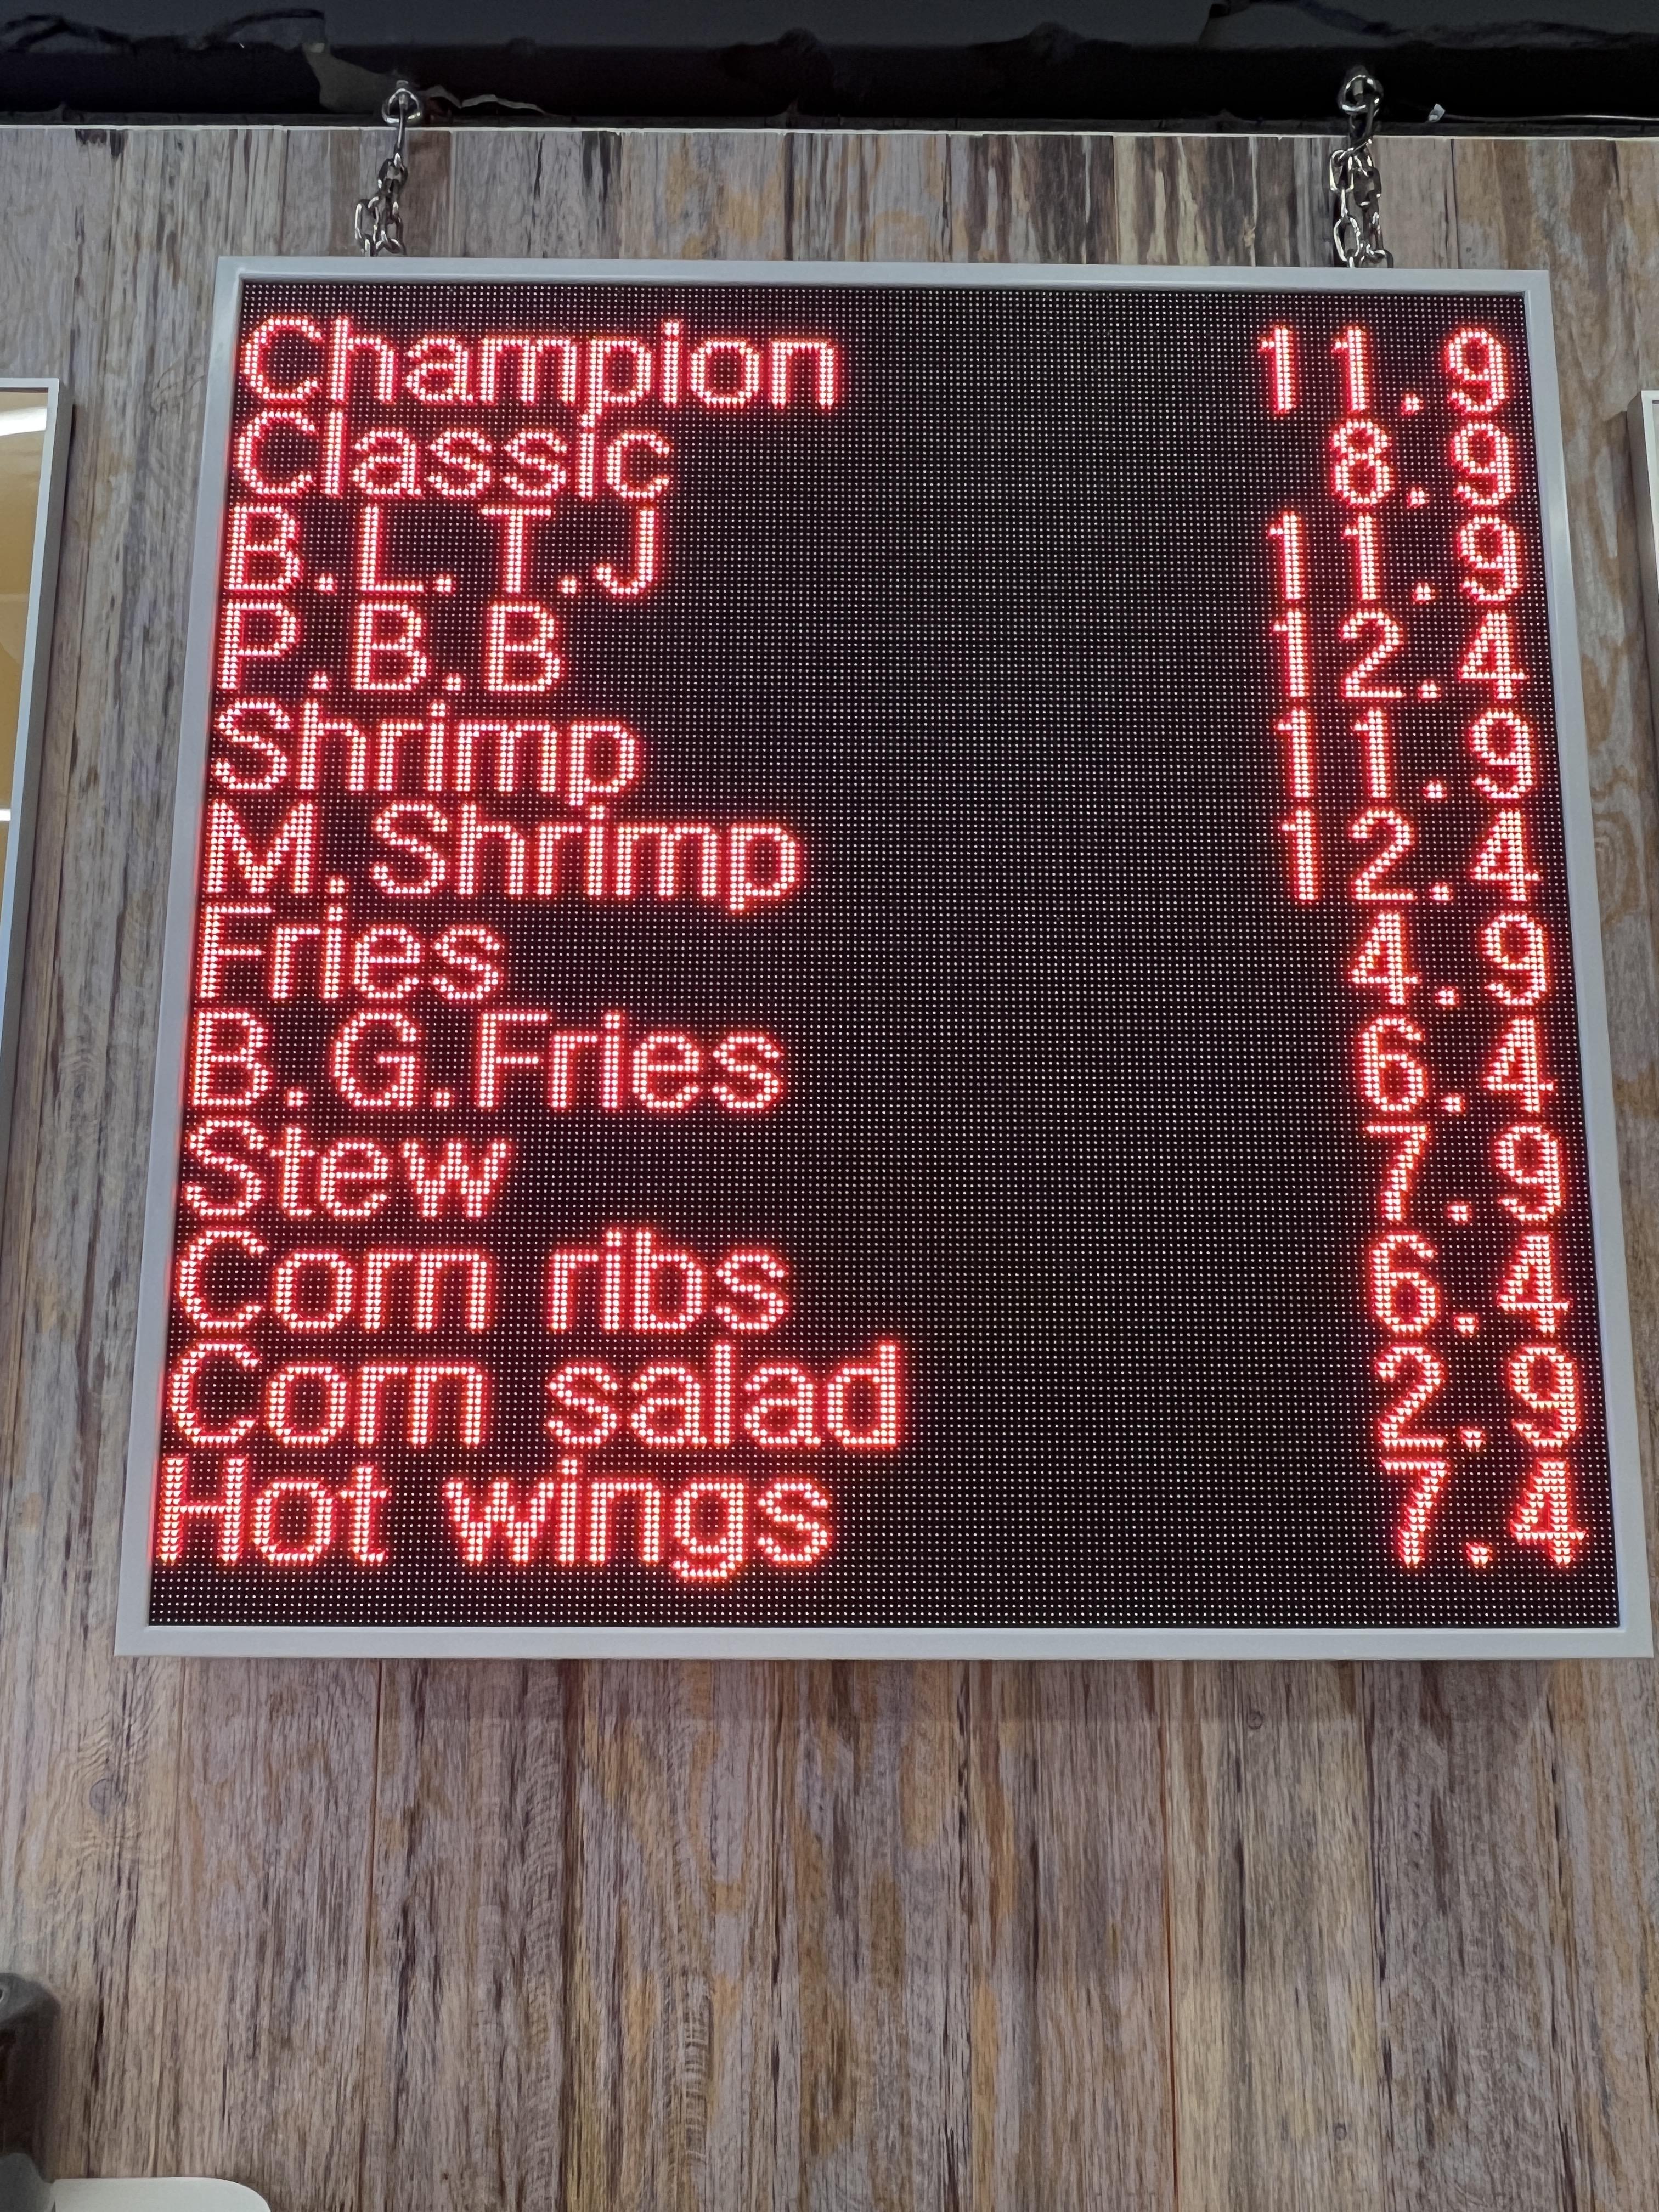 Champion 11.9
Classic 8.9
B.L.T.J 11.9
P.B.B 12.4
Shrimp 11.9
M.Shrimp 12.4
Fries 4.9
B.G.Fries 6.4
Stew 7.9
Corn ribs 6.4
Corn salad 2.9
Hot wings 7.4